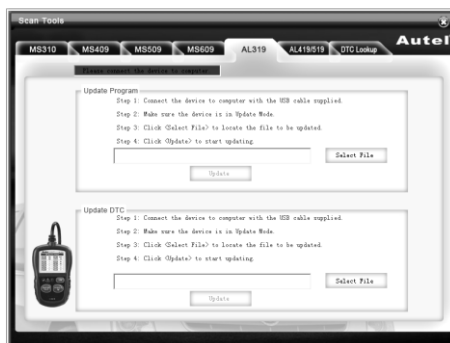 Scan Tools
Autel
MS310 MS409 MS509 MS609 AL319 AL419/519 DTC Lookup
Please connect the device to computer
Update Program
Step 1: Connect the device to computer with the USB cable supplied.
Step 2: Make sure the device is in Update Mode.
Step 3: Click <Select File> to locate the file to be updated.
Step 4: Click <Update> to start updating.
Select File
Update
Update DTC
Step 1: Connect the device to computer with the USB cable supplied.
Step 2: Make sure the device is in Update Mode.
Step 3: Click <Select File> to locate the file to be updated.
Step 4: Click <Update> to start updating.
Select File
Update